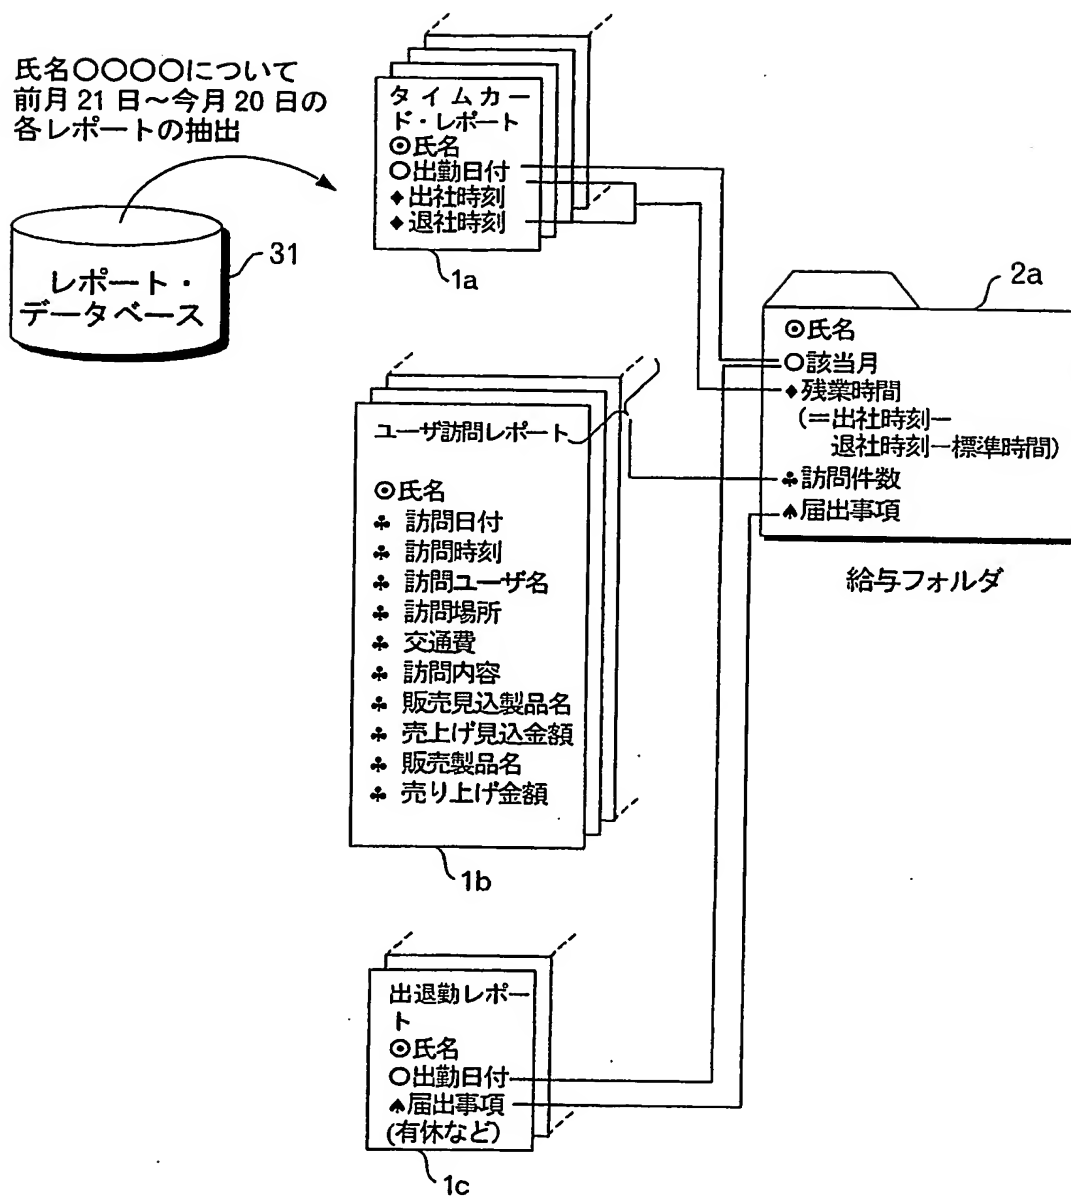 氏名○○○○について
前月21日〜今月20日の
各レポートの抽出
レポート・
データベース
31
タイムカー
ド・レポート
◉氏名
○出勤日付
♦出社時刻
♦退社時刻
1a
ユーザ訪問レポート
◉氏名
♣ 訪問日付
♣ 訪問時刻
♣ 訪問ユーザ名
♣ 訪問場所
♣ 交通費
♣ 訪問内容
♣ 販売見込製品名
♣ 売上げ見込金額
♣ 販売製品名
♣ 売り上げ金額
1b
出退勤レポー
ト
◉氏名
○出勤日付
♠届出事項
(有休など)
1c
2a
◉氏名
○該当月
♦残業時間
(=出社時刻−
退社時刻−標準時間)
♣訪問件数
♠届出事項
給与フォルダ